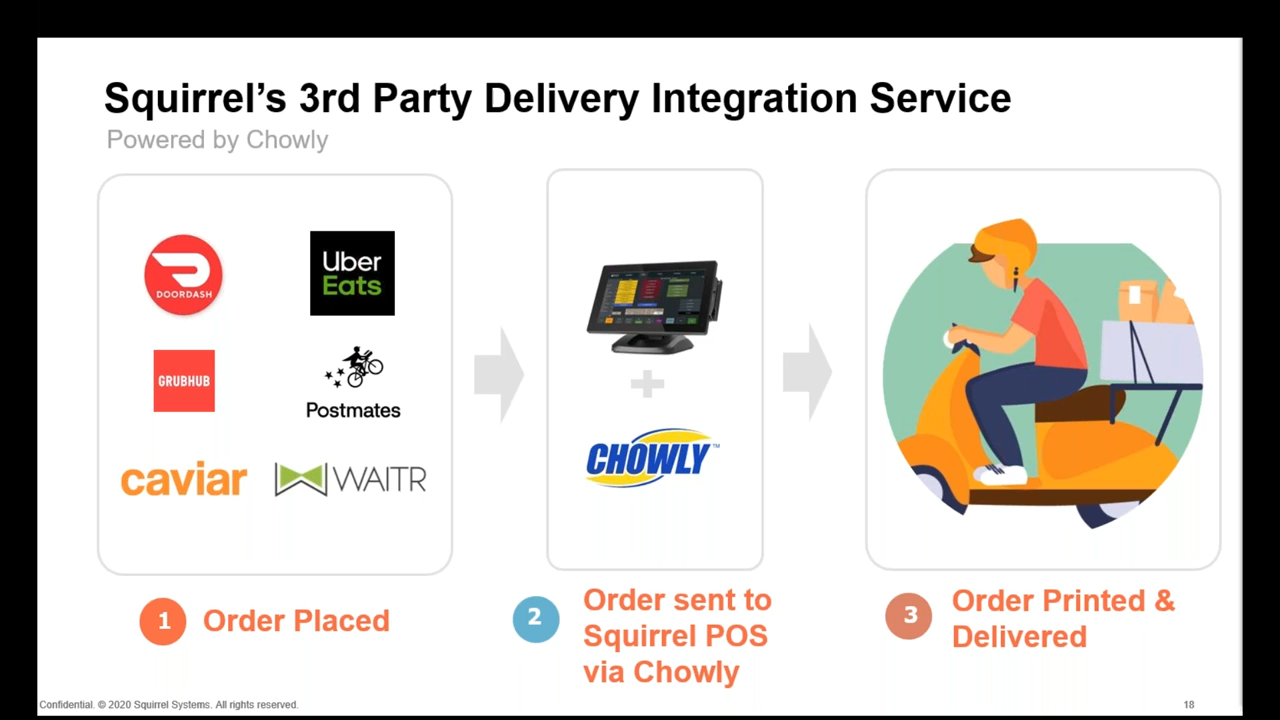 Squirrel’s 3rd Party Delivery Integration Service
Powered by Chowly
DOORDASH
Uber
Eats
GRUBHUB
Postmates
caviar
WAITR
CHOWLY™
1
Order Placed
2
Order sent to
Squirrel POS
via Chowly
3
Order Printed &
Delivered
Confidential. © 2020 Squirrel Systems. All rights reserved.
18